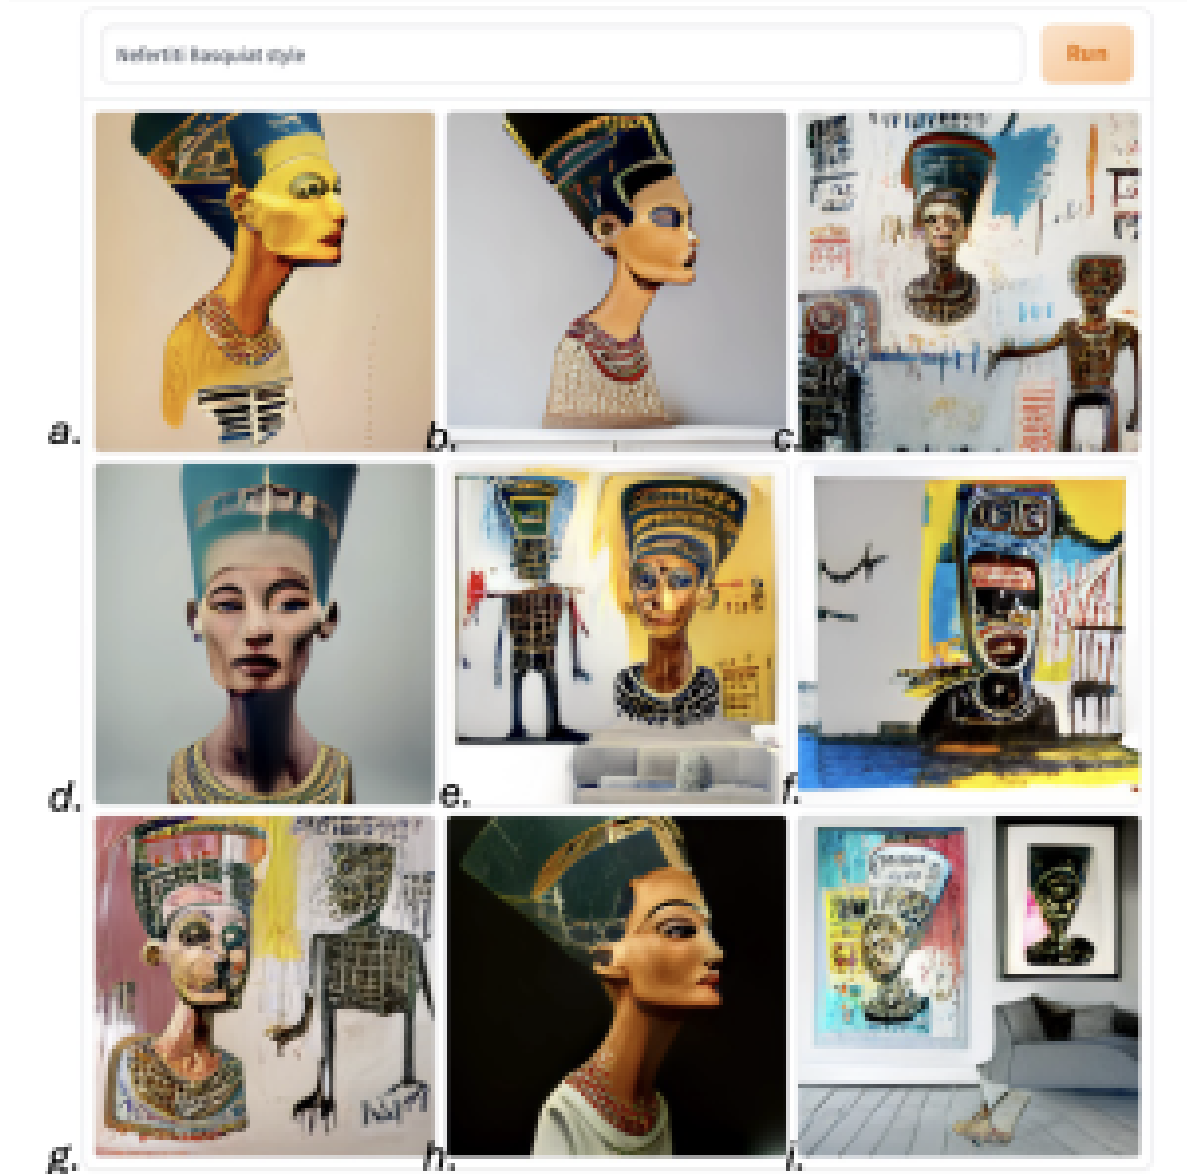 Nefertiti Basquiat style
Run
a.
b.
c.
d.
e.
f.
g.
h.
i.